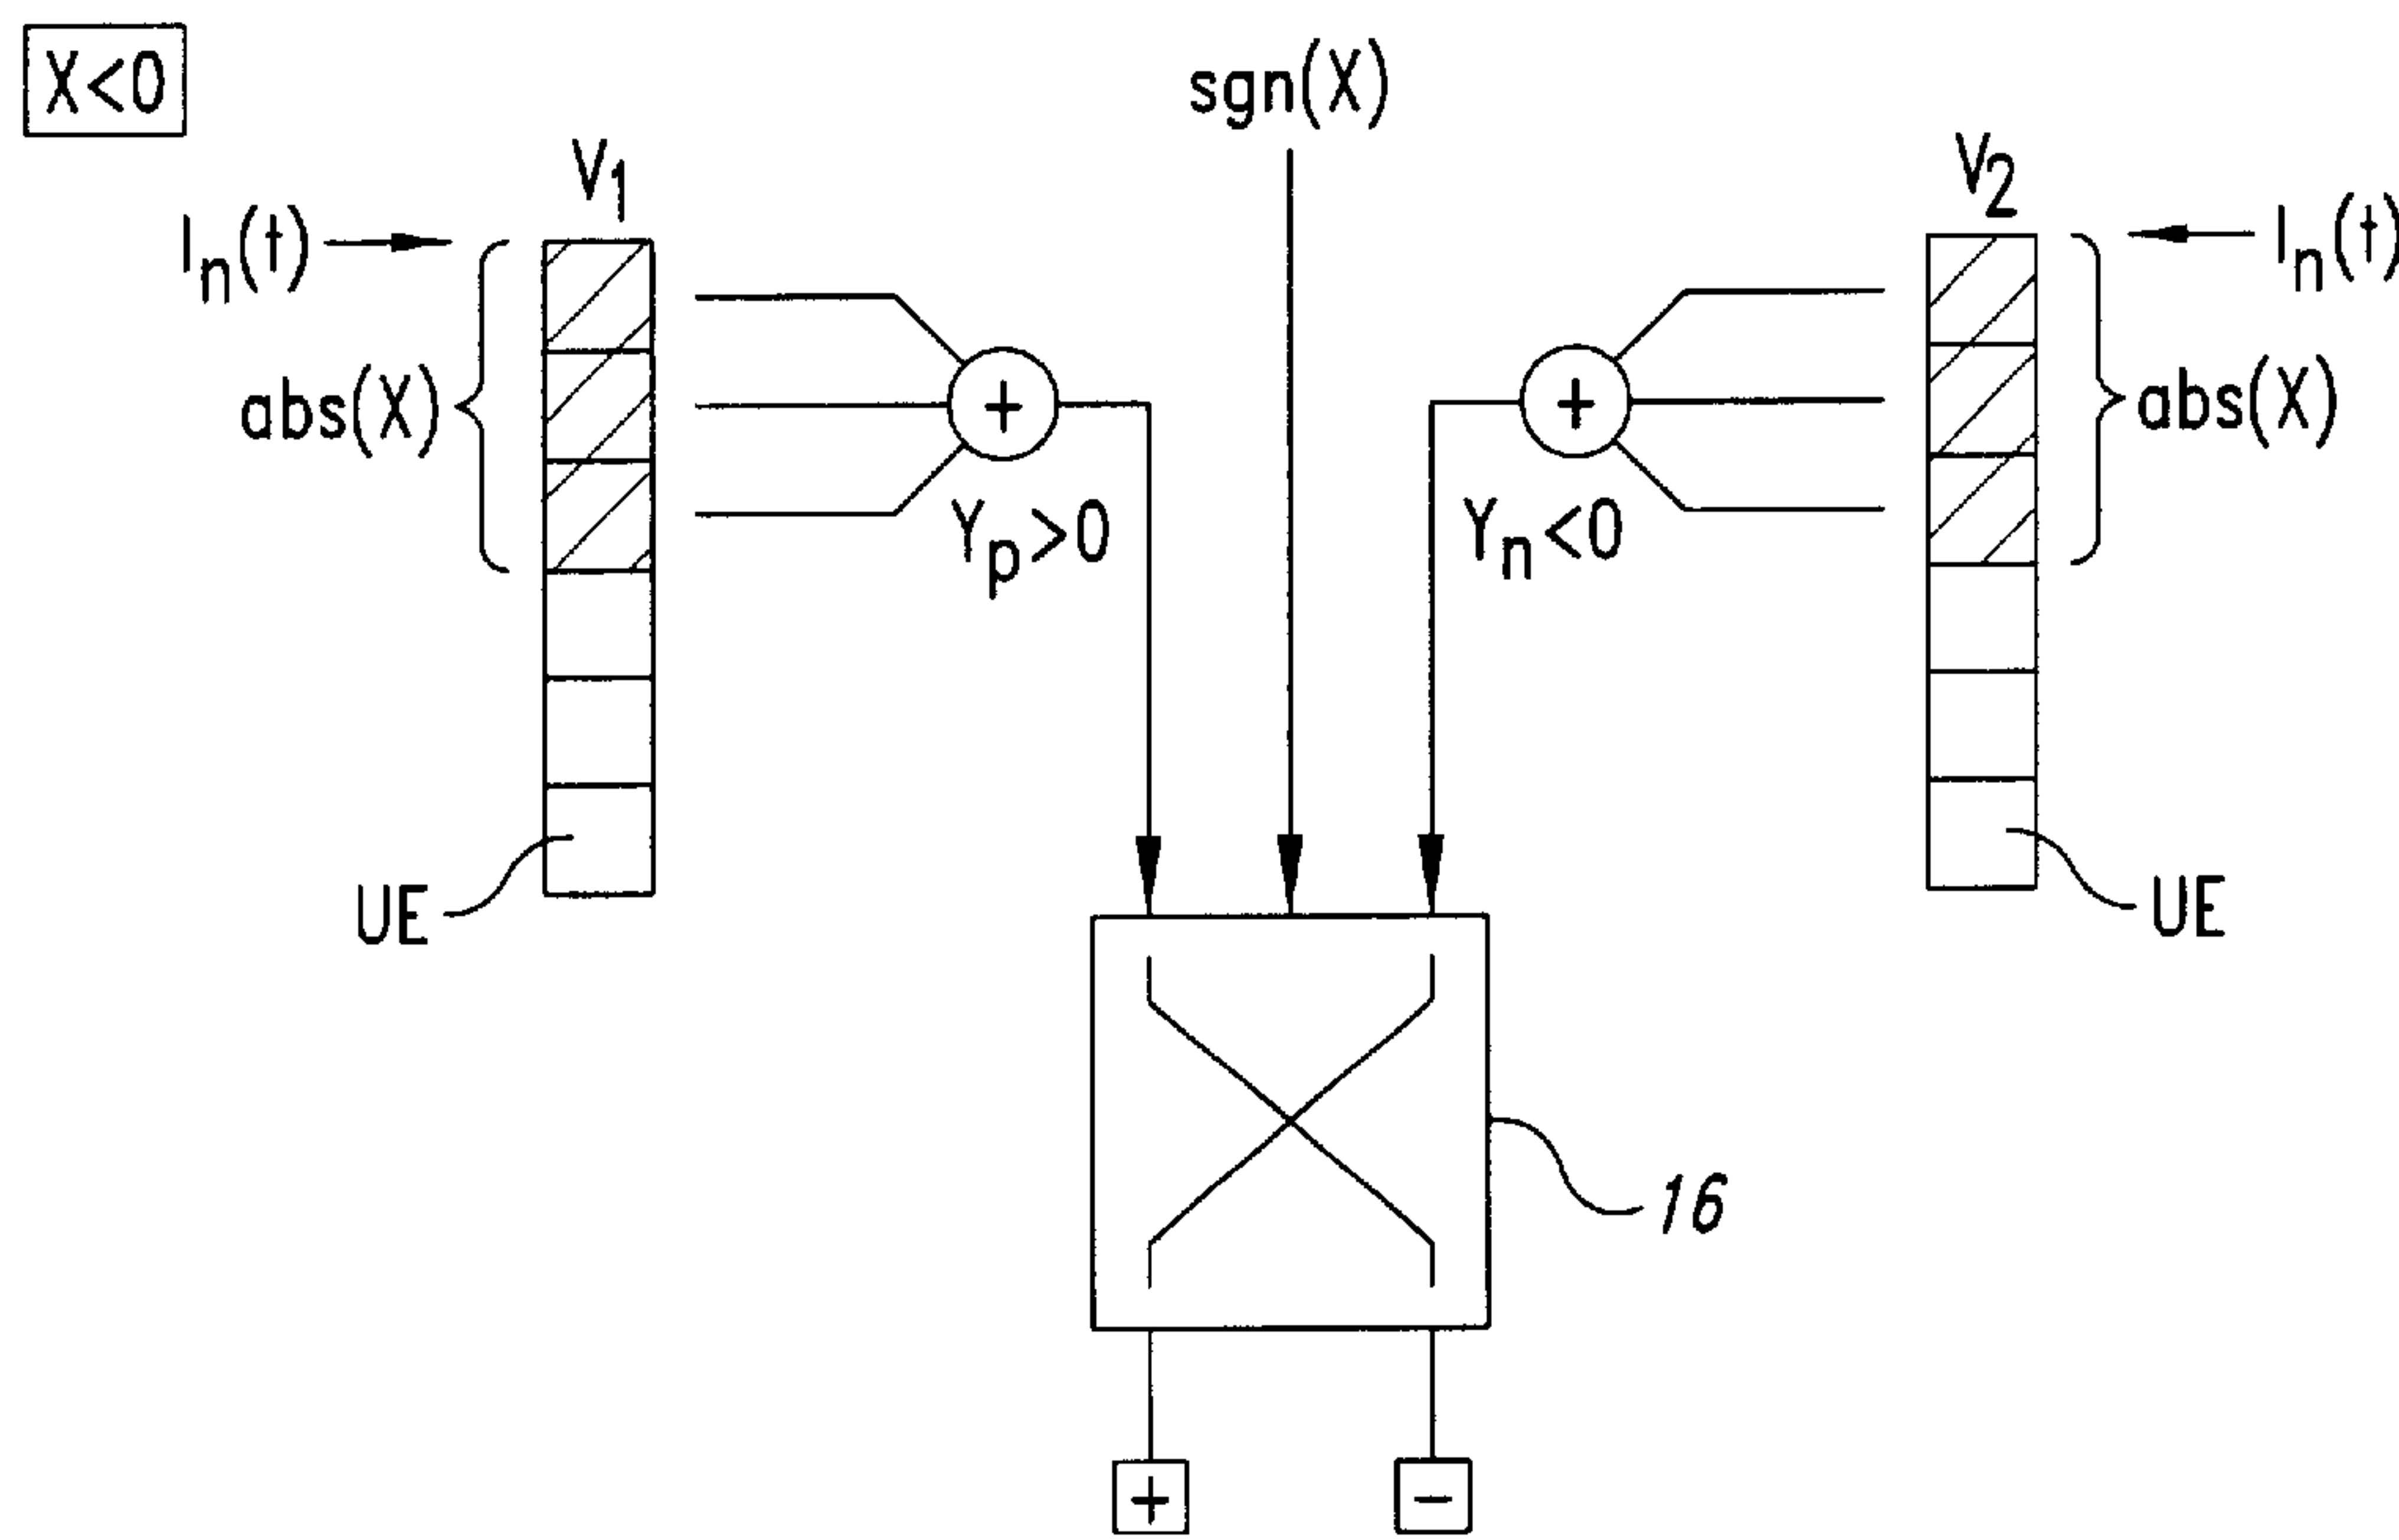 X<0
sgn(X)
V1
V2
In(t)
In(t)
abs(X)
abs(X)
+
+
Yp>0
Yn<0
UE
UE
16
+
−